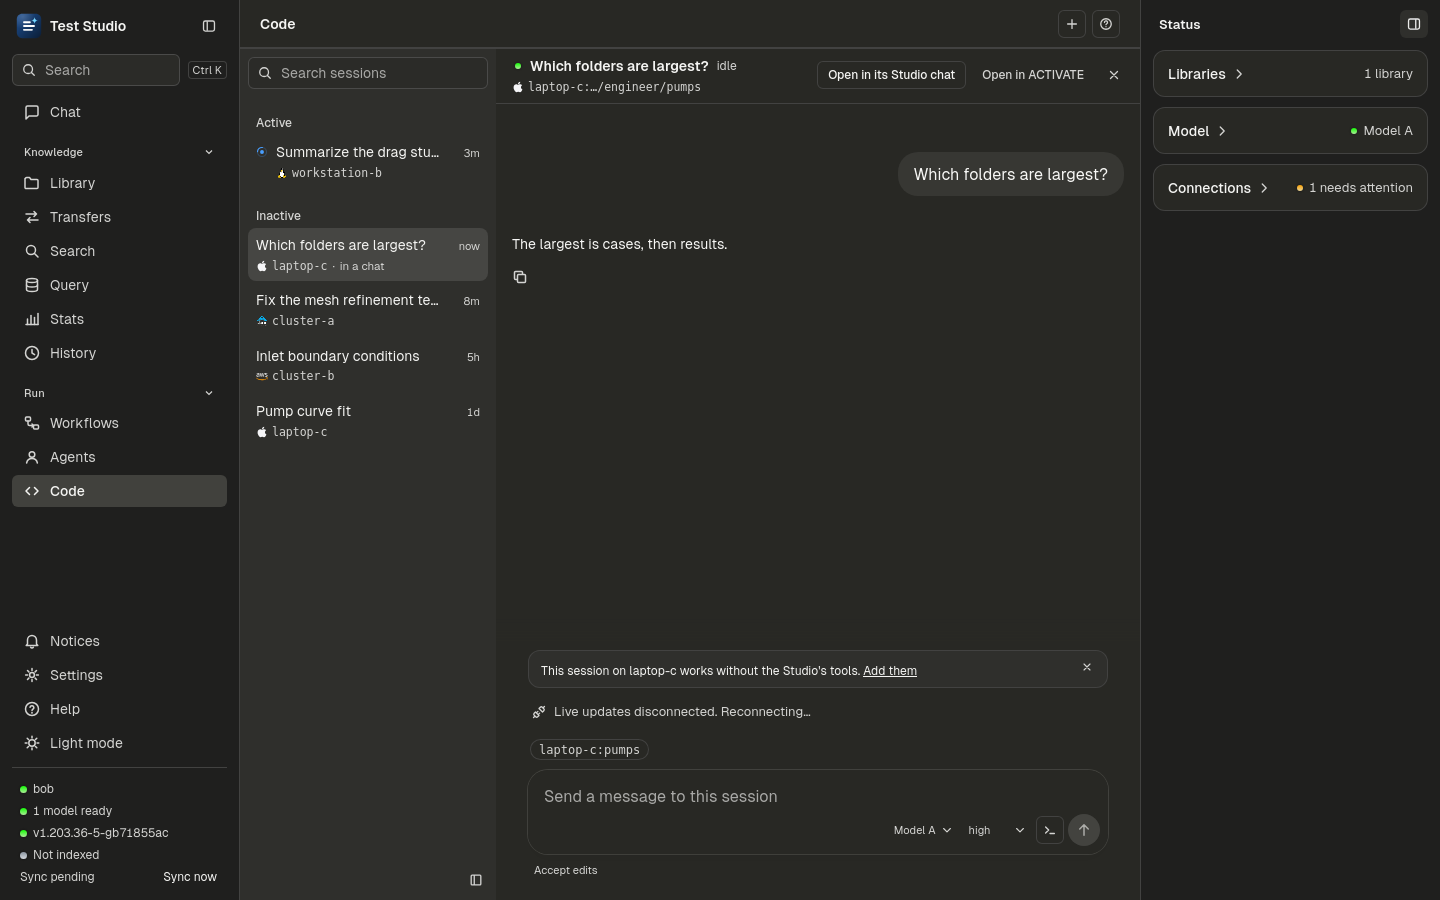 Test Studio
Search
Ctrl K
Chat
Knowledge
Library
Transfers
Search
Query
Stats
History
Run
Workflows
Agents
Code
Notices
Settings
Help
Light mode
bob
1 model ready
v1.203.36-5-gb71855ac
Not indexed
Sync pending
Sync now
Code
Search sessions
Active
Summarize the drag stu…
3m
workstation-b
Inactive
Which folders are largest?
now
laptop-c · in a chat
Fix the mesh refinement te…
8m
cluster-a
Inlet boundary conditions
5h
aws
cluster-b
Pump curve fit
1d
laptop-c
Which folders are largest? idle
laptop-c:…/engineer/pumps
Open in its Studio chat
Open in ACTIVATE
Which folders are largest?
The largest is cases, then results.
This session on laptop-c works without the Studio's tools. Add them
Live updates disconnected. Reconnecting…
laptop-c:pumps
Send a message to this session
Model A
high
Accept edits
Status
Libraries
1 library
Model
Model A
Connections
1 needs attention